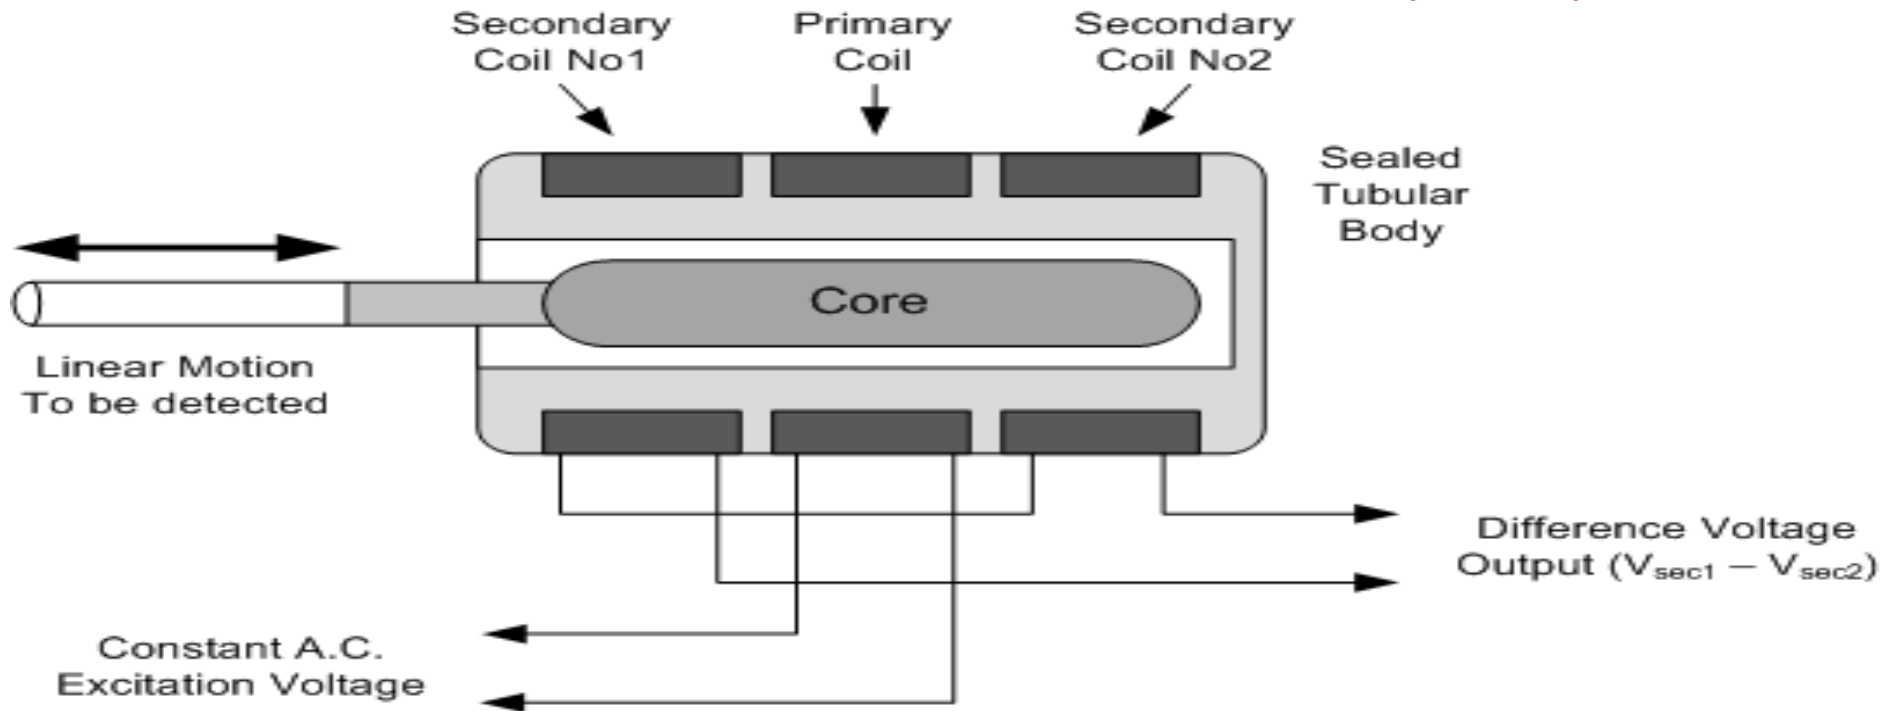 Secondary
Coil No1
Primary
Coil
Secondary
Coil No2
Sealed
Tubular
Body
Core
Linear Motion
To be detected
Difference Voltage
Output (Vsec1 – Vsec2)
Constant A.C.
Excitation Voltage